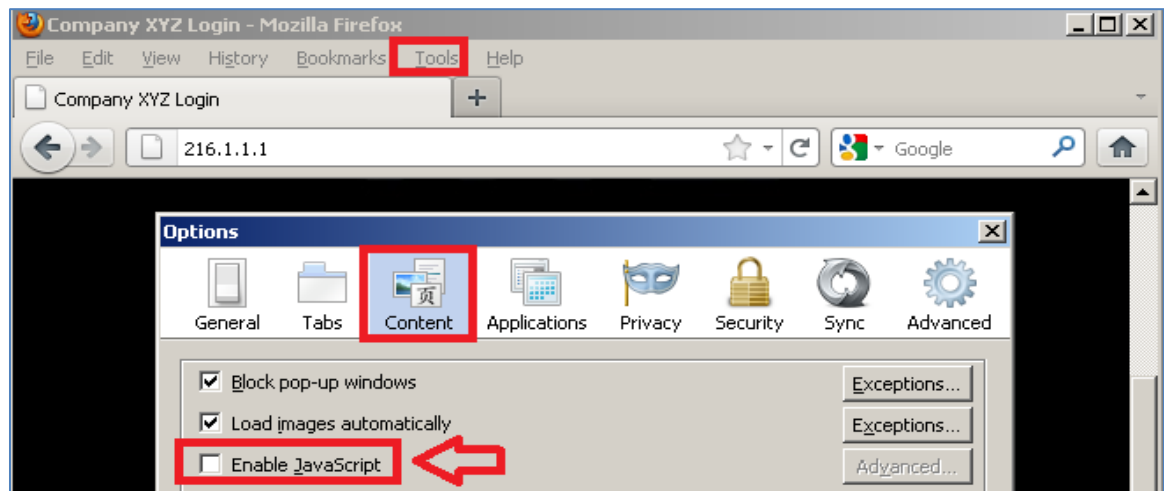 Company XYZ Login - Mozilla Firefox
File Edit View History Bookmarks Tools Help
Company XYZ Login +
216.1.1.1 Google
Options
页
General Tabs Content Applications Privacy Security Sync Advanced
Block pop-up windows Exceptions...
Load images automatically Exceptions...
Enable JavaScript Advanced...